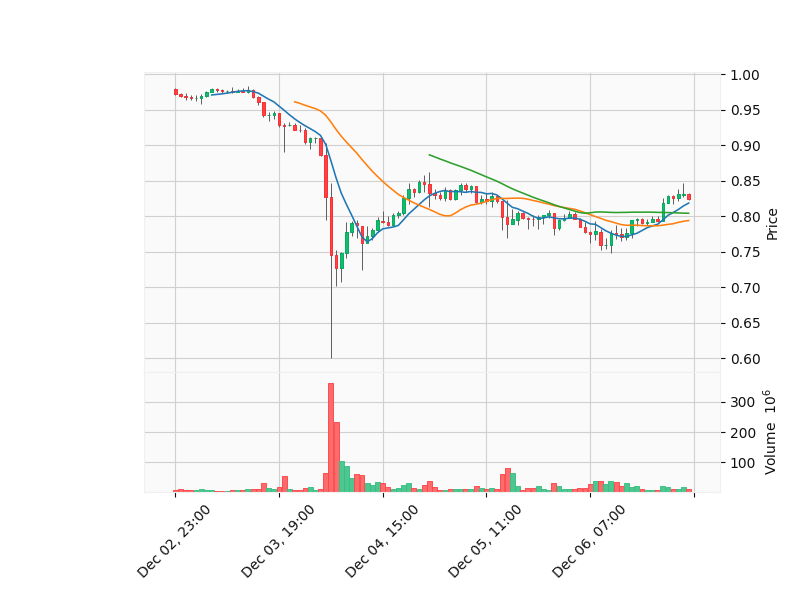 1.00
0.95
0.90
0.85
0.80
0.75
0.70
0.65
0.60
Price
300
200
100
Volume 10⁶
Dec 02, 23:00
Dec 03, 19:00
Dec 04, 15:00
Dec 05, 11:00
Dec 06, 07:00